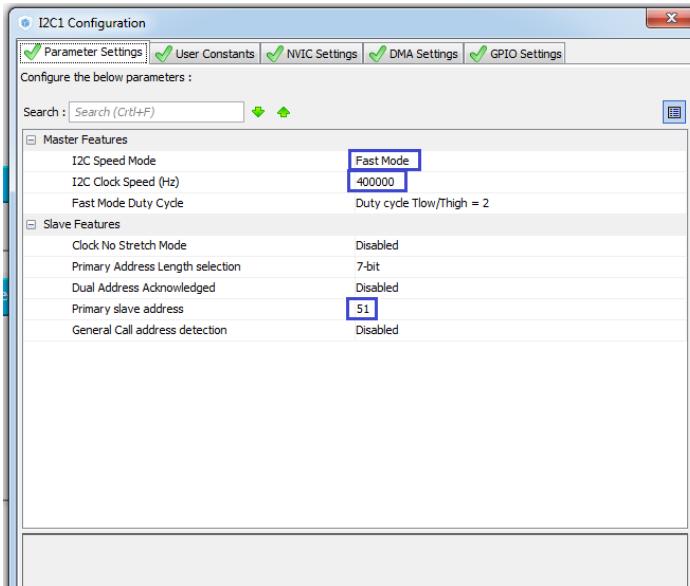 I2C1 Configuration
Parameter Settings User Constants NVIC Settings DMA Settings GPIO Settings
Configure the below parameters :
Search : Search (Crtl+F)
Master Features
I2C Speed Mode Fast Mode
I2C Clock Speed (Hz) 400000
Fast Mode Duty Cycle Duty cycle Tlow/Thigh = 2
Slave Features
Clock No Stretch Mode Disabled
Primary Address Length selection 7-bit
Dual Address Acknowledged Disabled
Primary slave address 51
General Call address detection Disabled